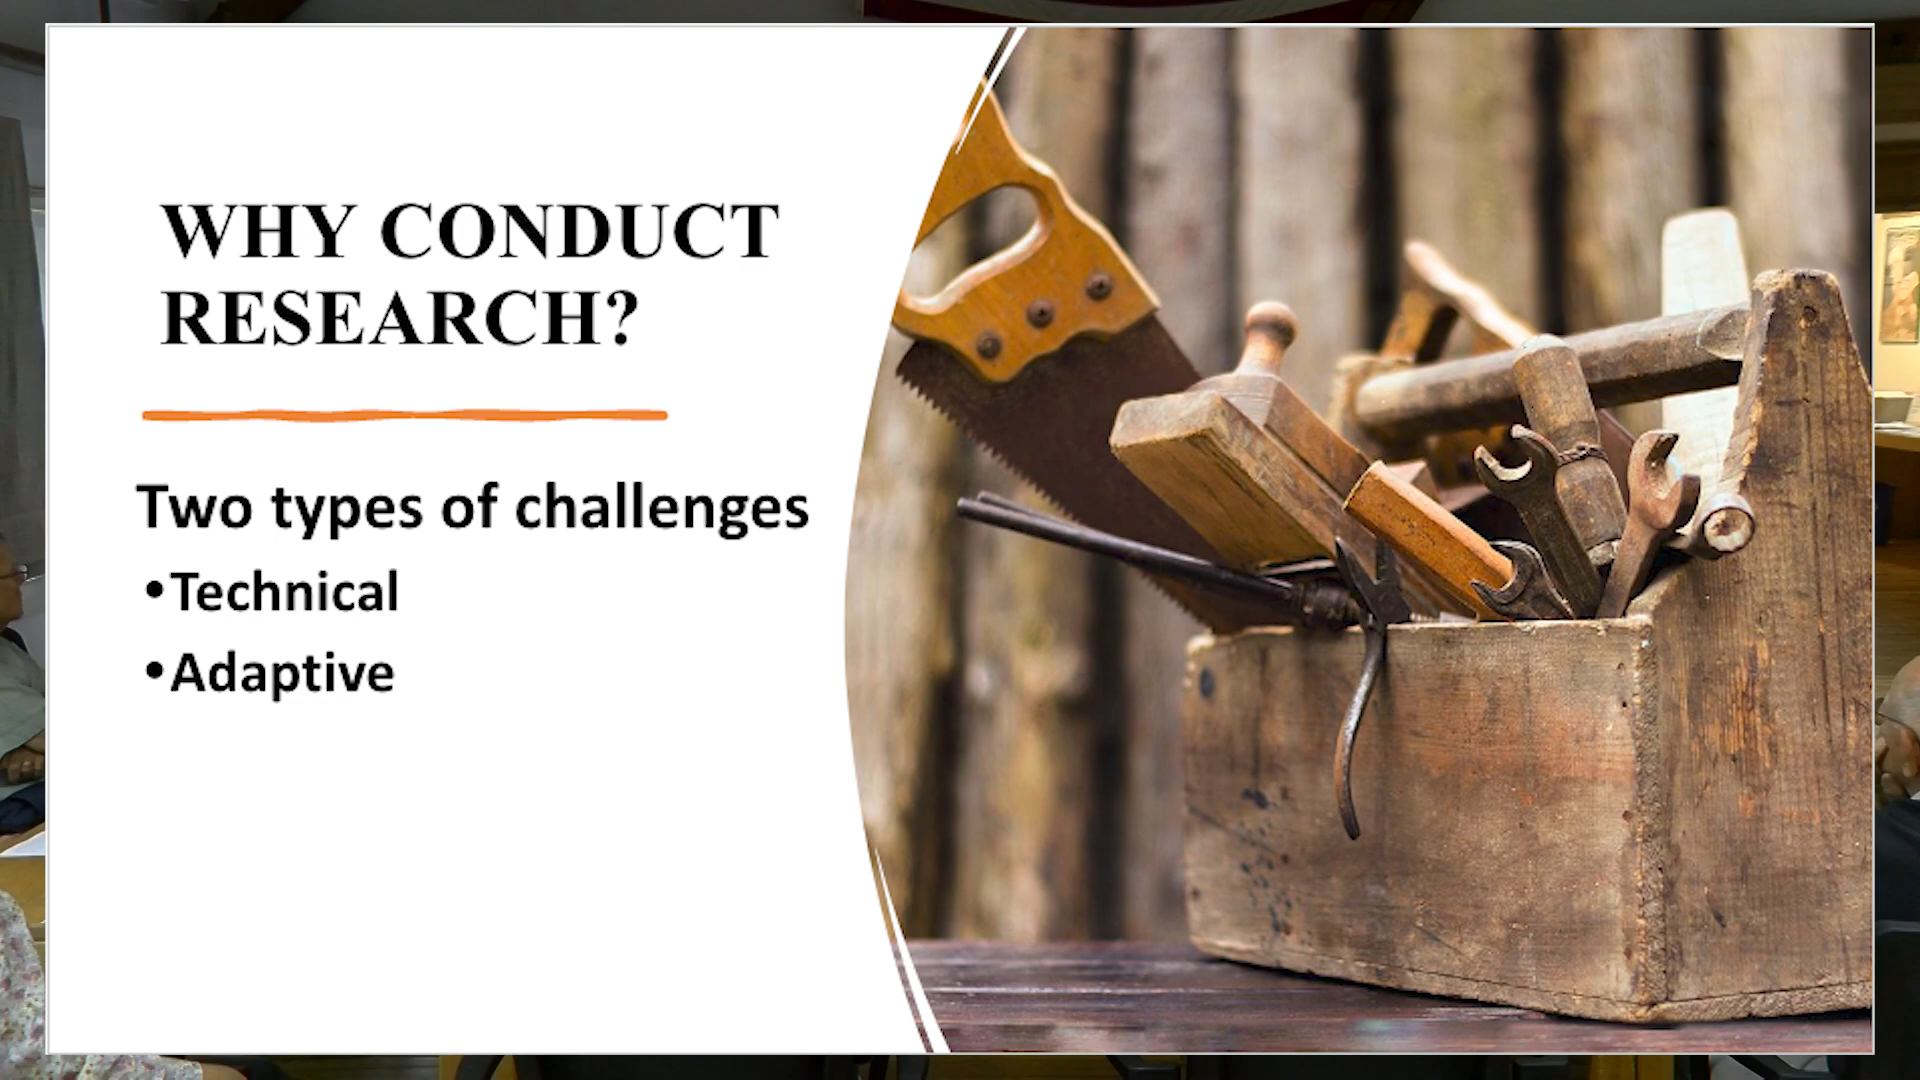 WHY CONDUCT
RESEARCH?
Two types of challenges
•Technical
•Adaptive